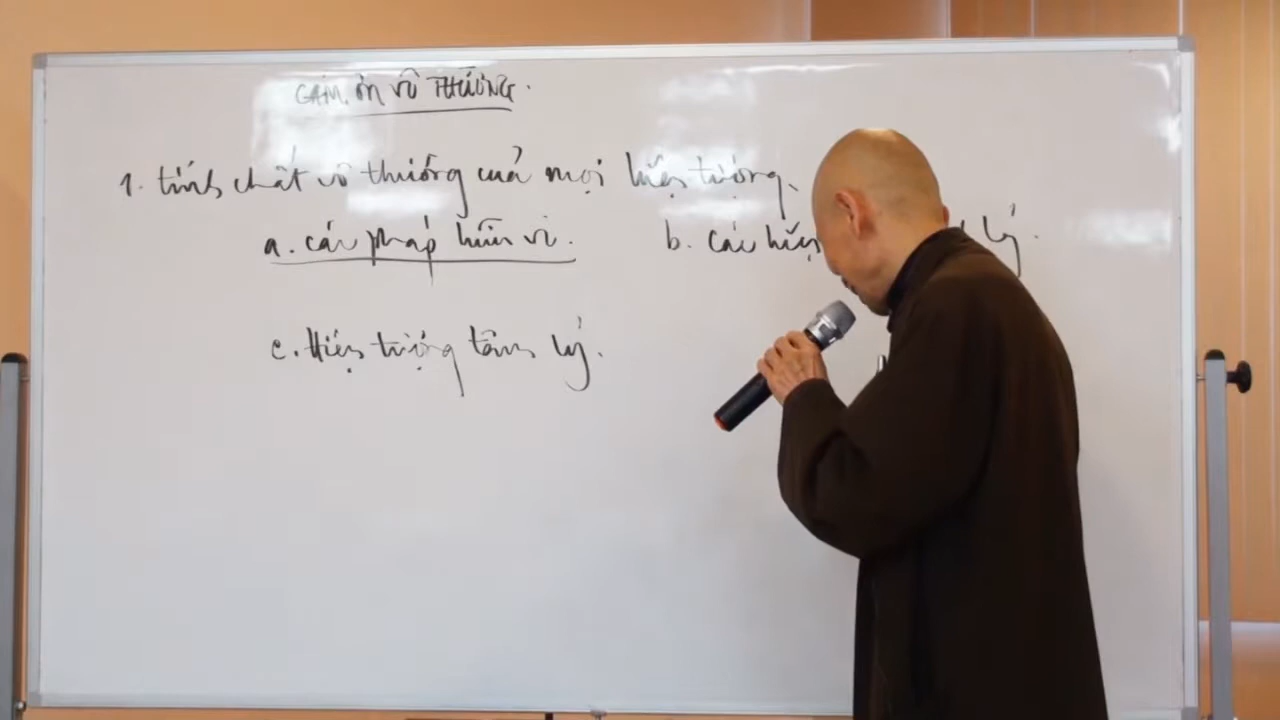 CÁM ƠN VÔ THƯỜNG.
1. tính chất vô thường của mọi hiện tượng.
a. các pháp hữu vi. b. Các hiện lý.
c. Hiện tượng tâm lý.